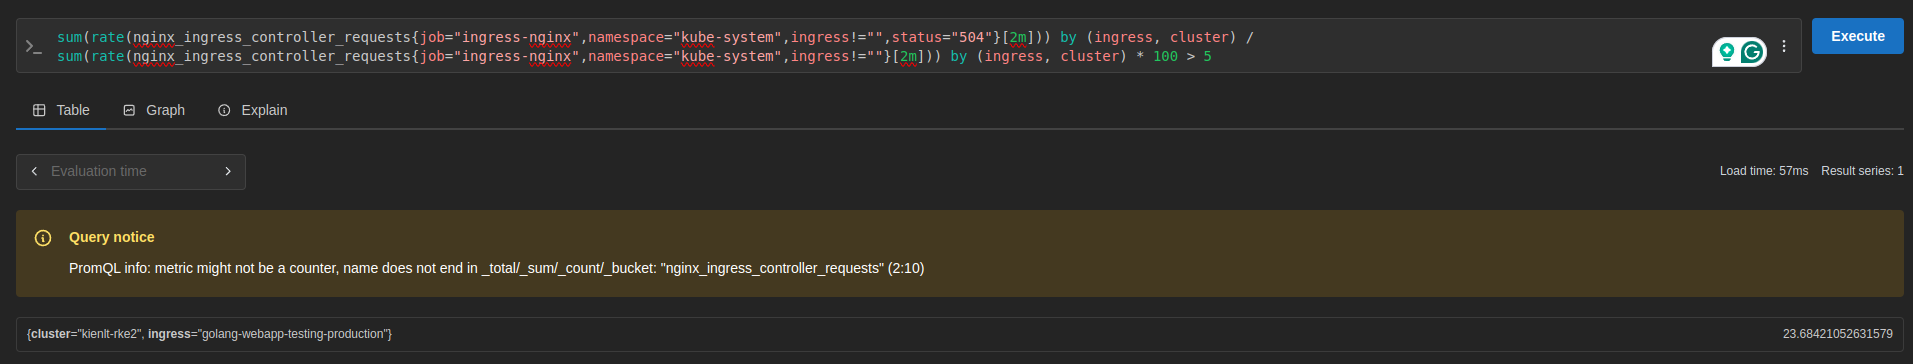 sum(rate(nginx_ingress_controller_requests{job="ingress-nginx",namespace="kube-system",ingress!="",status="504"}[2m])) by (ingress, cluster) /
sum(rate(nginx_ingress_controller_requests{job="ingress-nginx",namespace="kube-system",ingress!=""}[2m])) by (ingress, cluster) * 100 > 5
Execute
Table Graph Explain
Evaluation time
Load time: 57ms Result series: 1
Query notice
PromQL info: metric might not be a counter, name does not end in _total/_sum/_count/_bucket: "nginx_ingress_controller_requests" (2:10)
{cluster="kienlt-rke2", ingress="golang-webapp-testing-production"} 23.68421052631579